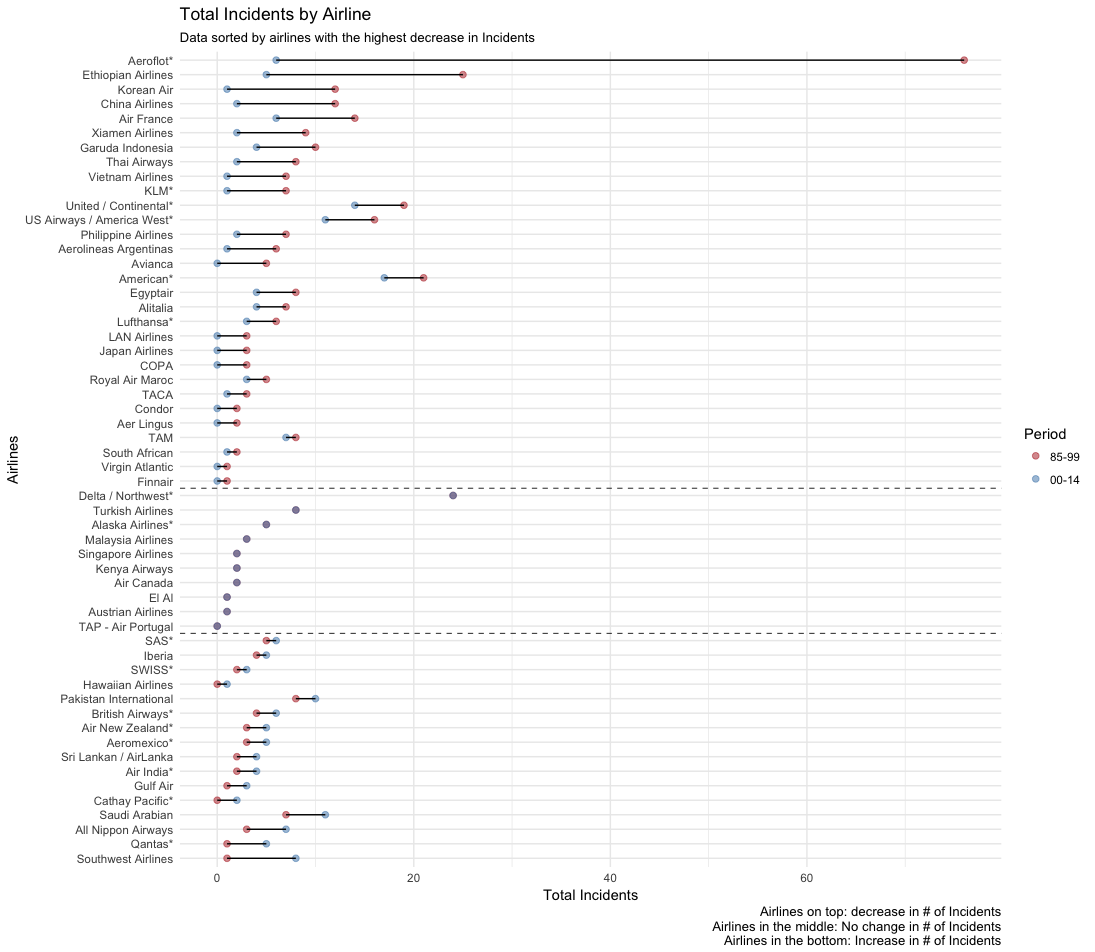 Total Incidents by Airline
Data sorted by airlines with the highest decrease in Incidents
Aeroflot*
Ethiopian Airlines
Korean Air
China Airlines
Air France
Xiamen Airlines
Garuda Indonesia
Thai Airways
Vietnam Airlines
KLM*
United / Continental*
US Airways / America West*
Philippine Airlines
Aerolineas Argentinas
Avianca
American*
Egyptair
Alitalia
Lufthansa*
LAN Airlines
Japan Airlines
COPA
Royal Air Maroc
TACA
Condor
Aer Lingus
TAM
South African
Virgin Atlantic
Finnair
Delta / Northwest*
Turkish Airlines
Alaska Airlines*
Malaysia Airlines
Singapore Airlines
Kenya Airways
Air Canada
El Al
Austrian Airlines
TAP - Air Portugal
SAS*
Iberia
SWISS*
Hawaiian Airlines
Pakistan International
British Airways*
Air New Zealand*
Aeromexico*
Sri Lankan / AirLanka
Air India*
Gulf Air
Cathay Pacific*
Saudi Arabian
All Nippon Airways
Qantas*
Southwest Airlines
Airlines
0 20 40 60
Total Incidents
Period
85-99
00-14
Airlines on top: decrease in # of Incidents
Airlines in the middle: No change in # of Incidents
Airlines in the bottom: Increase in # of Incidents